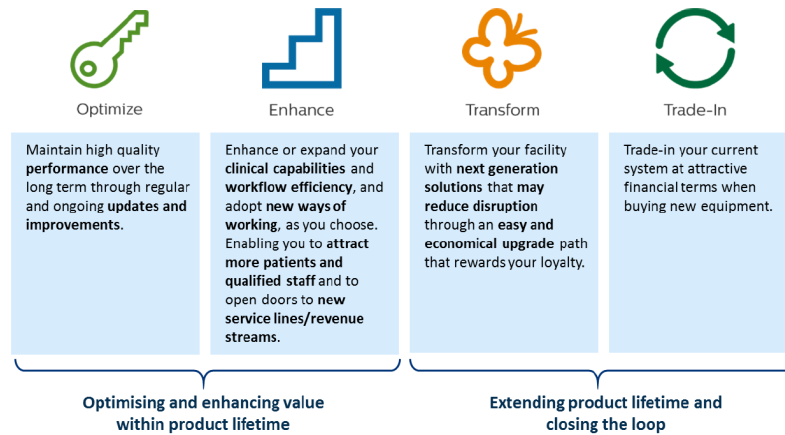 Optimize
Enhance
Transform
Trade-In
Maintain high quality
performance over the
long term through regular
and ongoing updates and
improvements.
Enhance or expand your
clinical capabilities and
workflow efficiency, and
adopt new ways of
working, as you choose.
Enabling you to attract
more patients and
qualified staff and to
open doors to new
service lines/revenue
streams.
Transform your facility
with next generation
solutions that may
reduce disruption
through an easy and
economical upgrade path
that rewards your loyalty.
Trade-in your current
system at attractive
financial terms when
buying new equipment.
Optimising and enhancing value
within product lifetime
Extending product lifetime and
closing the loop